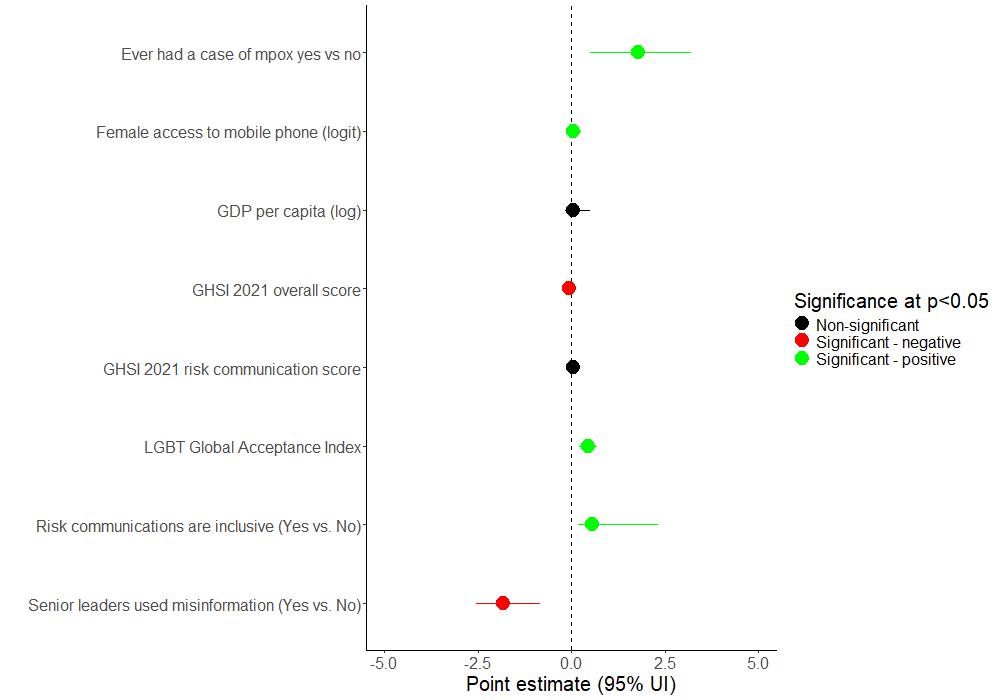 Ever had a case of mpox yes vs no
Female access to mobile phone (logit)
GDP per capita (log)
GHSI 2021 overall score
GHSI 2021 risk communication score
LGBT Global Acceptance Index
Risk communications are inclusive (Yes vs. No)
Senior leaders used misinformation (Yes vs. No)
-5.0 -2.5 0.0 2.5 5.0
Point estimate (95% UI)
Significance at p<0.05
Non-significant
Significant - negative
Significant - positive